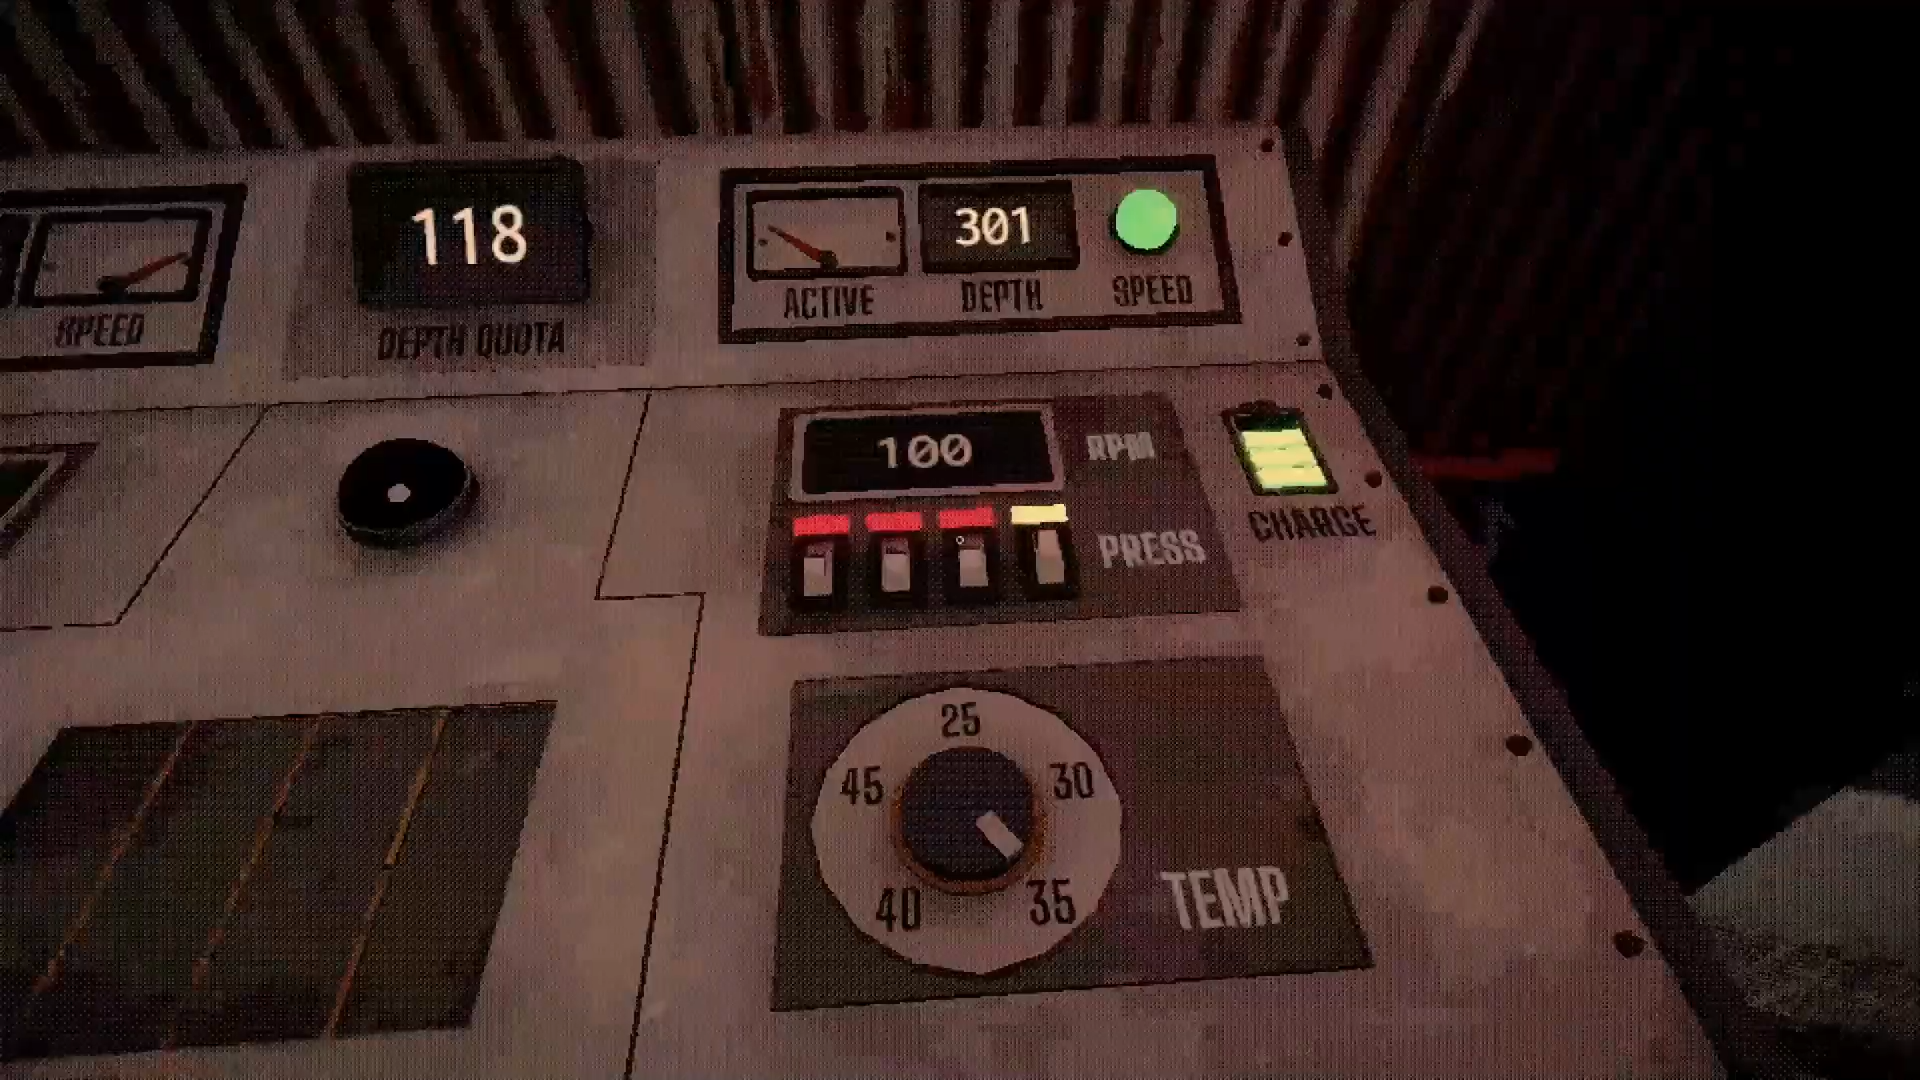 SPEED
118
DEPTH QUOTA
301
ACTIVE
DEPTH
SPEED
100
RPM
PRESS
CHARGE
25
30
35
40
45
TEMP